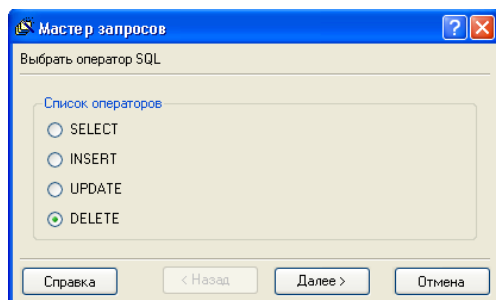 Мастер запросов
Выбрать оператор SQL
Список операторов
SELECT
INSERT
UPDATE
DELETE
Справка < Назад Далее > Отмена